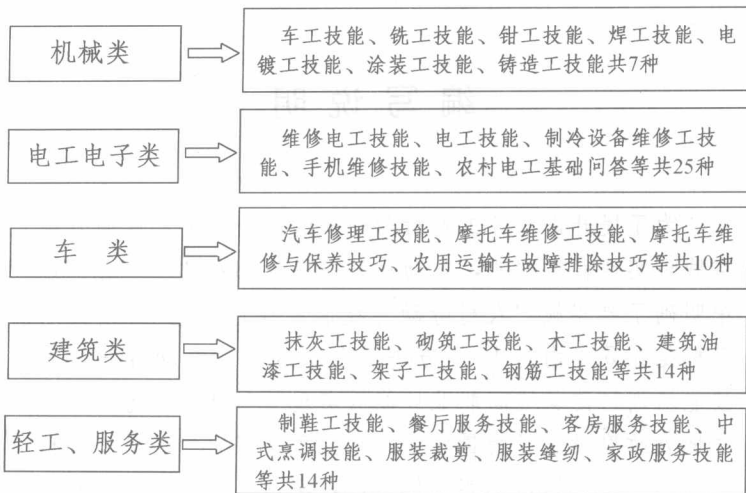 机械类
车工技能、铣工技能、钳工技能、焊工技能、电
镀工技能、涂装工技能、铸造工技能共7种
电工电子类
维修电工技能、电工技能、制冷设备维修工技
能、手机维修技能、农村电工基础问答等共25种
车 类
汽车修理工技能、摩托车维修工技能、摩托车维
修与保养技巧、农用运输车故障排除技巧等共10种
建筑类
抹灰工技能、砌筑工技能、木工技能、建筑油
漆工技能、架子工技能、钢筋工技能等共14种
轻工、服务类
制鞋工技能、餐厅服务技能、客房服务技能、中
式烹调技能、服装裁剪、服装缝纫、家政服务技能
等共14种